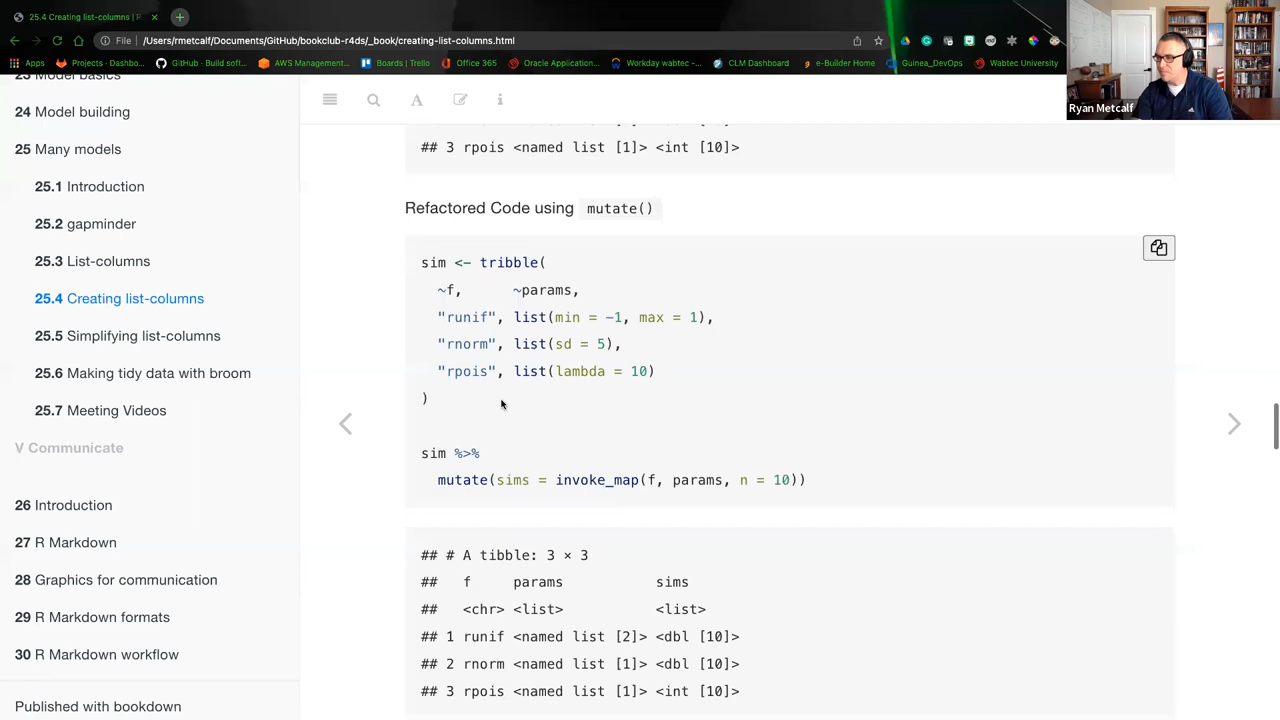 25.4 Creating list-columns | R
File | /Users/rmetcalf/Documents/GitHub/bookclub-r4ds/_book/creating-list-columns.html
Apps Projects · Dashbo... GitHub · Build soft... AWS Management... Boards | Trello Office 365 Oracle Application... Workday wabtec -... CLM Dashboard e-Builder Home Guinea_DevOps Wabtec University
Ryan Metcalf
23 Model basics
24 Model building
25 Many models
25.1 Introduction
25.2 gapminder
25.3 List-columns
25.4 Creating list-columns
25.5 Simplifying list-columns
25.6 Making tidy data with broom
25.7 Meeting Videos
V Communicate
26 Introduction
27 R Markdown
28 Graphics for communication
29 R Markdown formats
30 R Markdown workflow
Published with bookdown
## 3 rpois <named list [1]> <int [10]>
Refactored Code using mutate()
sim <- tribble(
~f, ~params,
"runif", list(min = -1, max = 1),
"rnorm", list(sd = 5),
"rpois", list(lambda = 10)
)
sim %>%
mutate(sims = invoke_map(f, params, n = 10))
## # A tibble: 3 × 3
## f params sims
## <chr> <list> <list>
## 1 runif <named list [2]> <dbl [10]>
## 2 rnorm <named list [1]> <dbl [10]>
## 3 rpois <named list [1]> <int [10]>